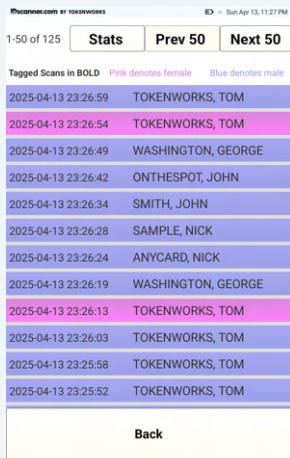 IDscanner.com BY TOKENWORKS Sun Apr 13, 11:27 PM
1-50 of 125 Stats Prev 50 Next 50
Tagged Scans in BOLD Pink denotes female Blue denotes male
2025-04-13 23:26:59 TOKENWORKS, TOM
2025-04-13 23:26:54 TOKENWORKS, TOM
2025-04-13 23:26:49 WASHINGTON, GEORGE
2025-04-13 23:26:42 ONTHESPOT, JOHN
2025-04-13 23:26:34 SMITH, JOHN
2025-04-13 23:26:28 SAMPLE, NICK
2025-04-13 23:26:24 ANYCARD, NICK
2025-04-13 23:26:19 WASHINGTON, GEORGE
2025-04-13 23:26:13 TOKENWORKS, TOM
2025-04-13 23:26:03 TOKENWORKS, TOM
2025-04-13 23:25:58 TOKENWORKS, TOM
2025-04-13 23:25:52 TOKENWORKS, TOM
Back